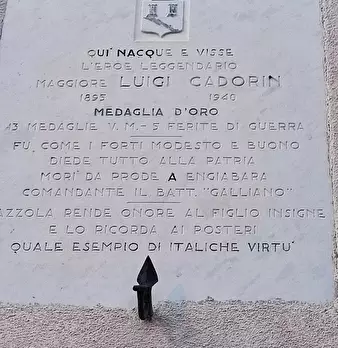 QUI' NACQUE E VISSE
L'EROE LEGGENDARIO
MAGGIORE LUIGI CADORIN
1895 1940
MEDAGLIA D'ORO
13 MEDAGLIE V. M. - 5 FERITE DI GUERRA
FU, COME I FORTI MODESTO E BUONO
DIEDE TUTTO ALLA PATRIA
MORI' DA PRODE A ENGIABARA
COMANDANTE IL BATT. "GALLIANO"
AZZOLA RENDE ONORE AL FIGLIO INSIGNE
E LO RICORDA AI POSTERI
QUALE ESEMPIO DI ITALICHE VIRTU'